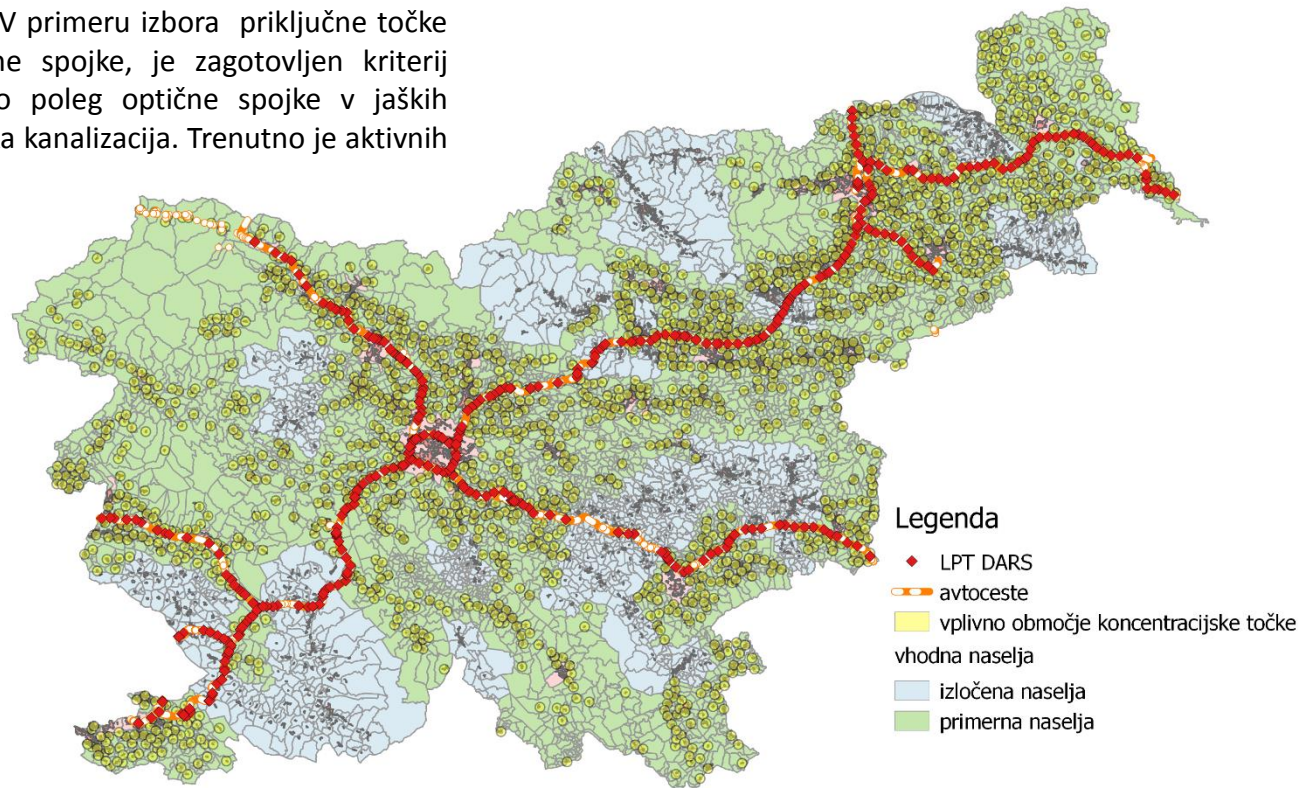 V primeru izbora priključne točke
ne spojke, je zagotovljen kriterij
o poleg optične spojke v jaških
a kanalizacija. Trenutno je aktivnih
Legenda
LPT DARS
avtoceste
vplivno območje koncentracijske točke
vhodna naselja
izločena naselja
primerna naselja